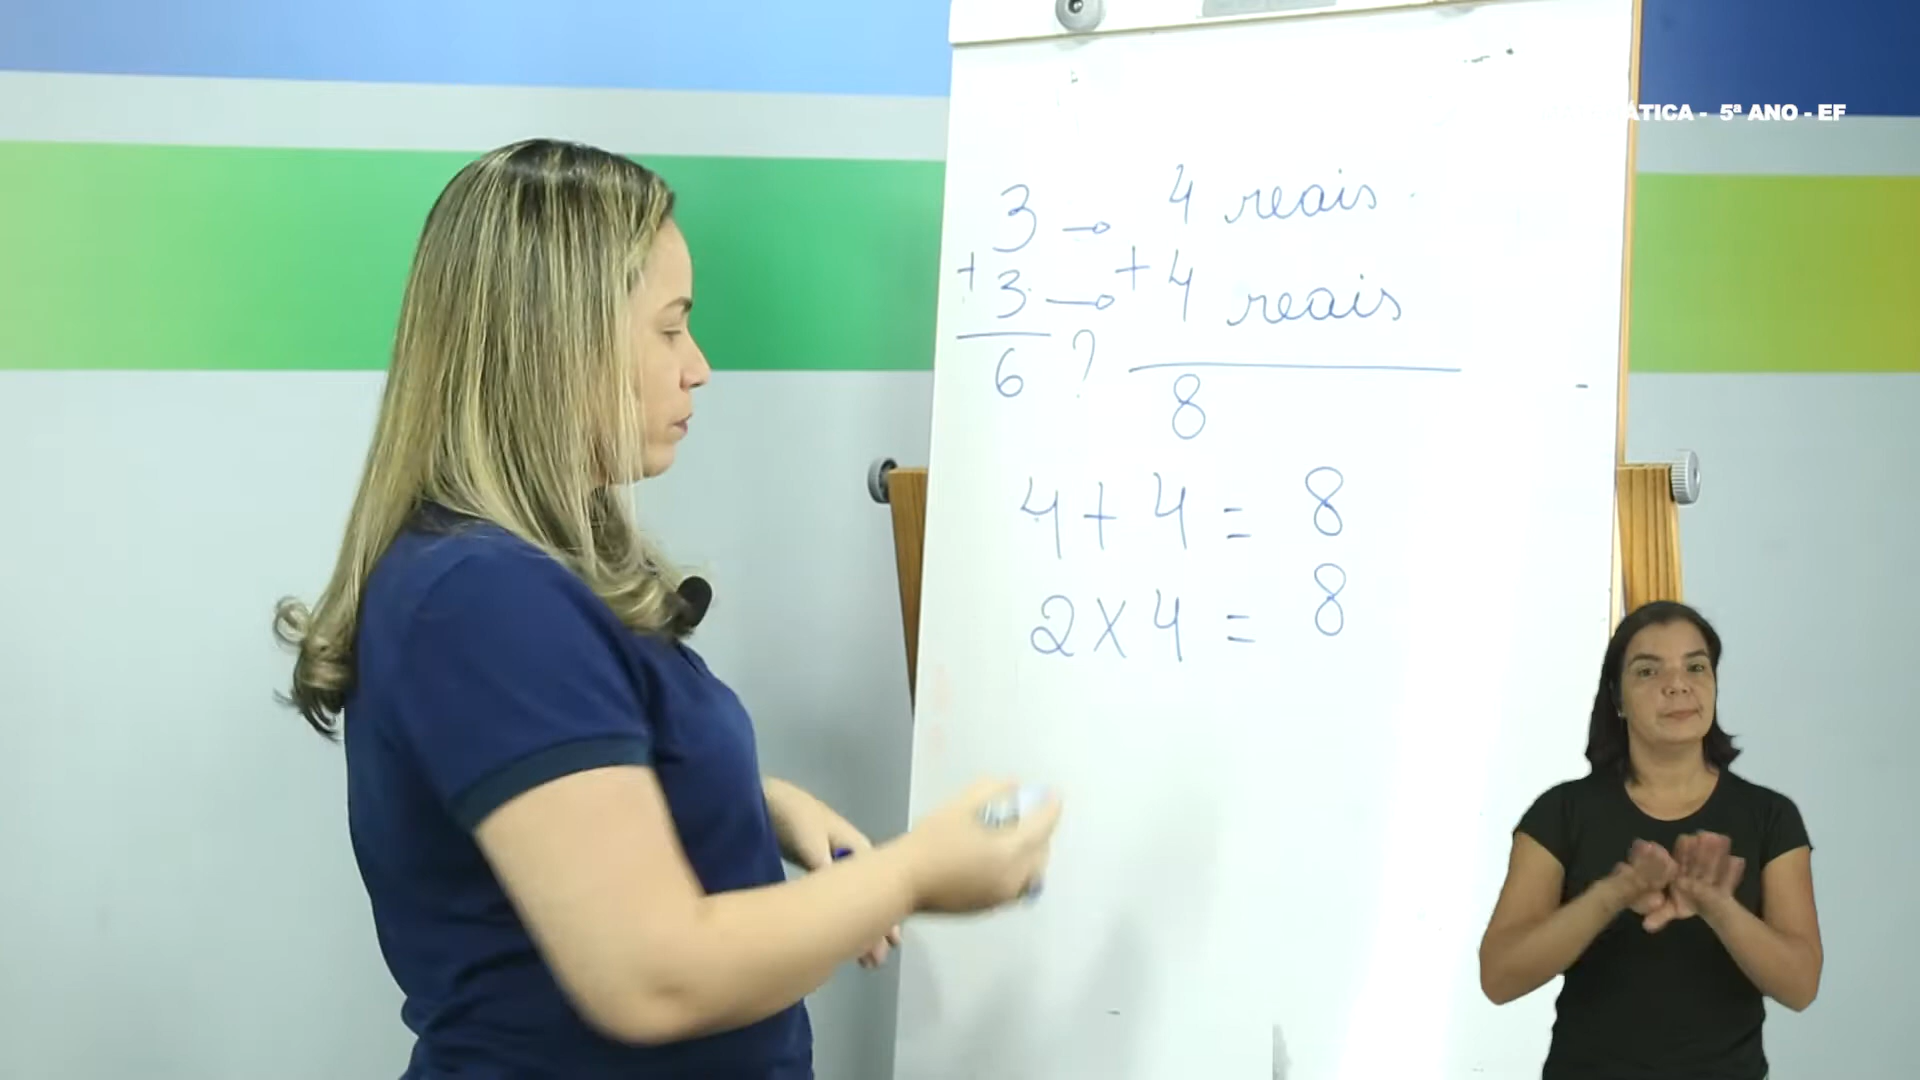 ÁTICA - 5ª ANO - EF
3 → 4 reais
+ 3 → + 4 reais
6 ? 8
4 + 4 = 8
2 x 4 = 8